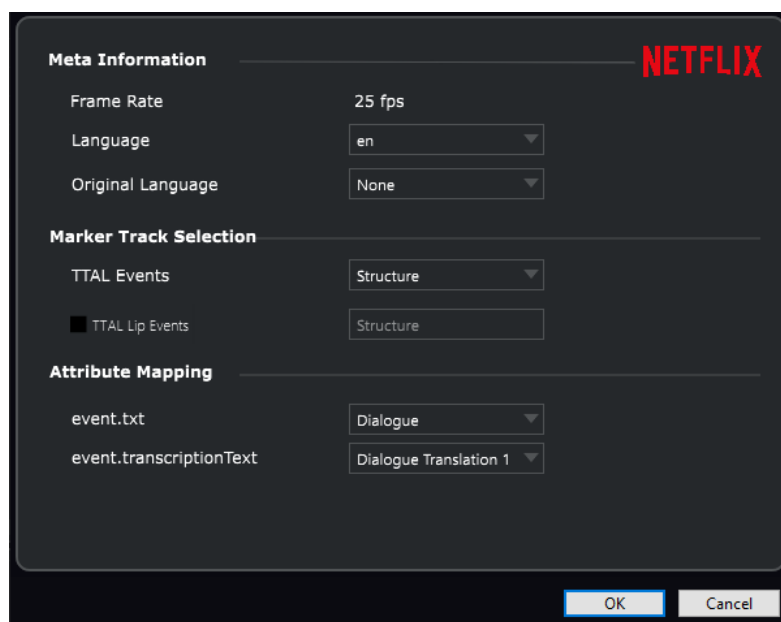 Meta Information
NETFLIX
Frame Rate 25 fps
Language en
Original Language None
Marker Track Selection
TTAL Events Structure
TTAL Lip Events Structure
Attribute Mapping
event.txt Dialogue
event.transcriptionText Dialogue Translation 1
OK Cancel